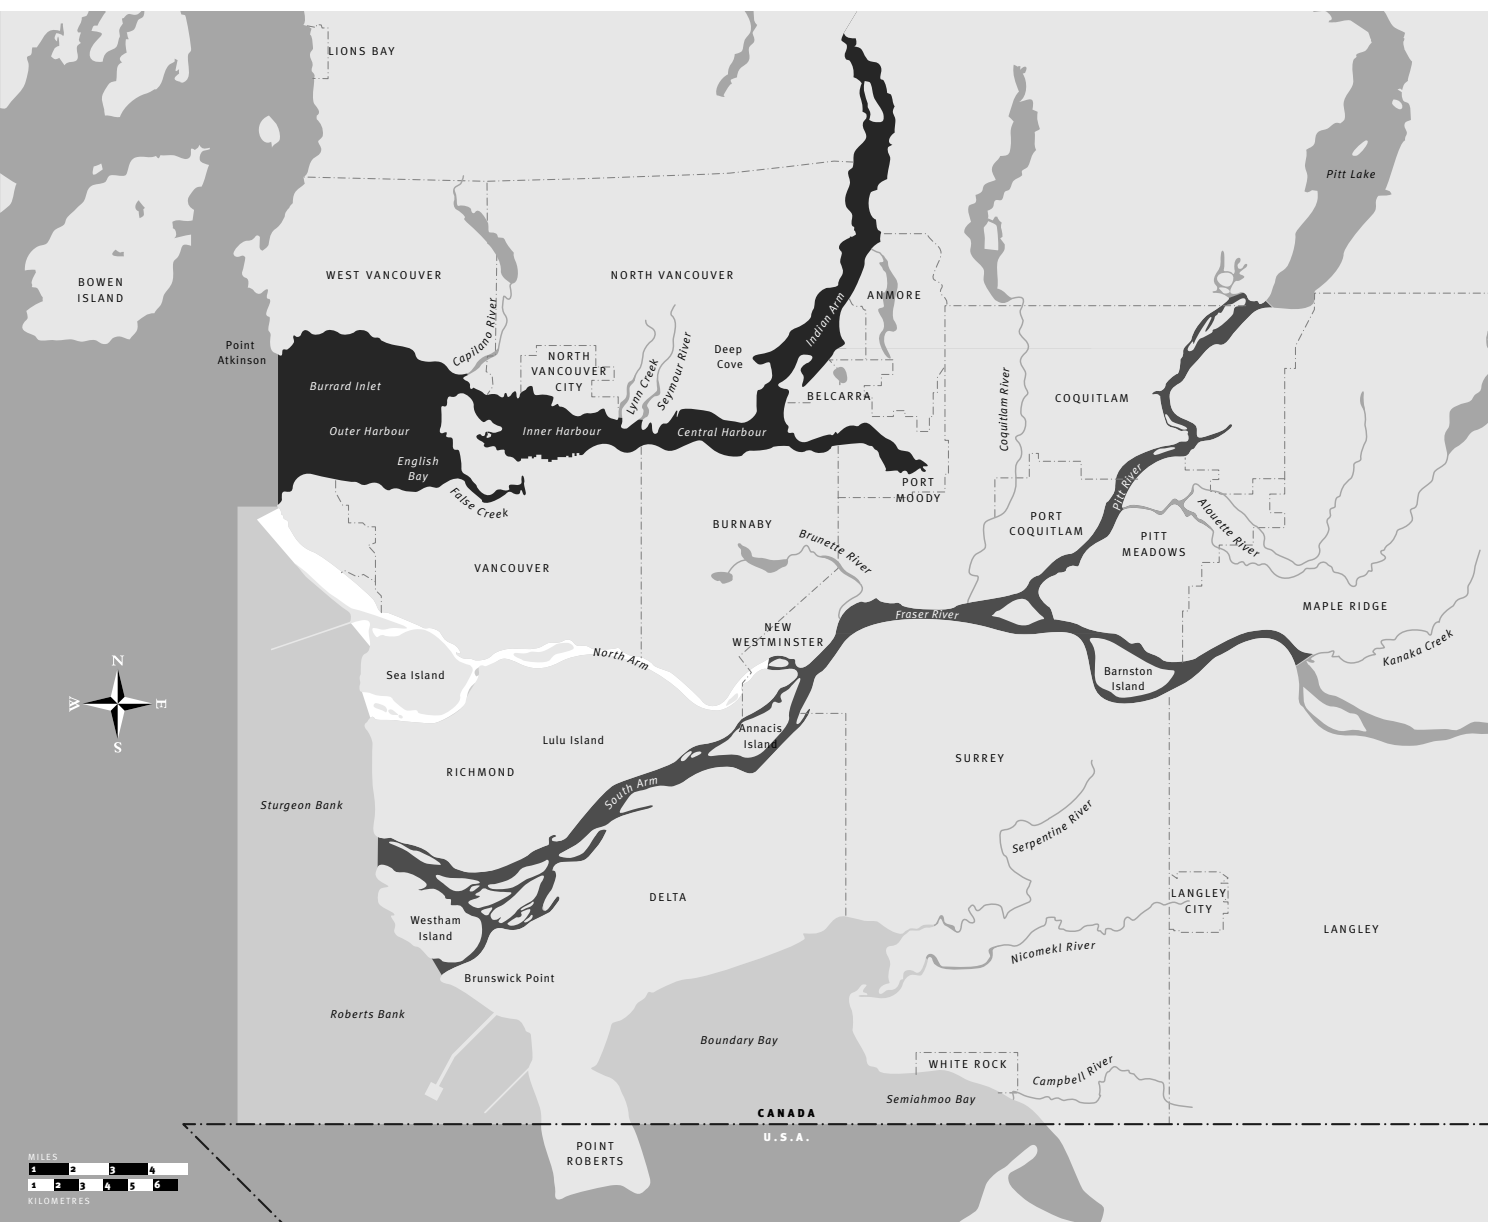 LIONS BAY
Pitt Lake
BOWEN
ISLAND
WEST VANCOUVER
NORTH VANCOUVER
ANMORE
Indian Arm
Point
Atkinson
Capilano River
NORTH
VANCOUVER
CITY
Lynn Creek
Seymour River
Deep
Cove
BELCARRA
Coquitlam River
COQUITLAM
Burrard Inlet
Outer Harbour
Inner Harbour
Central Harbour
English
Bay
False Creek
PORT
MOODY
Pitt River
BURNABY
Brunette River
PORT
COQUITLAM
PITT
MEADOWS
Alouette River
VANCOUVER
MAPLE RIDGE
Fraser River
NEW
WESTMINSTER
Kanaka Creek
N
W
E
S
North Arm
Sea Island
Barnston
Island
Annacis
Island
Lulu Island
RICHMOND
SURREY
South Arm
Sturgeon Bank
Serpentine River
DELTA
LANGLEY
CITY
Westham
Island
LANGLEY
Nicomekl River
Brunswick Point
Roberts Bank
Boundary Bay
WHITE ROCK
Campbell River
Semiahmoo Bay
CANADA
U.S.A.
POINT
ROBERTS
MILES
1 2 3 4
1 2 3 4 5 6
KILOMETRES